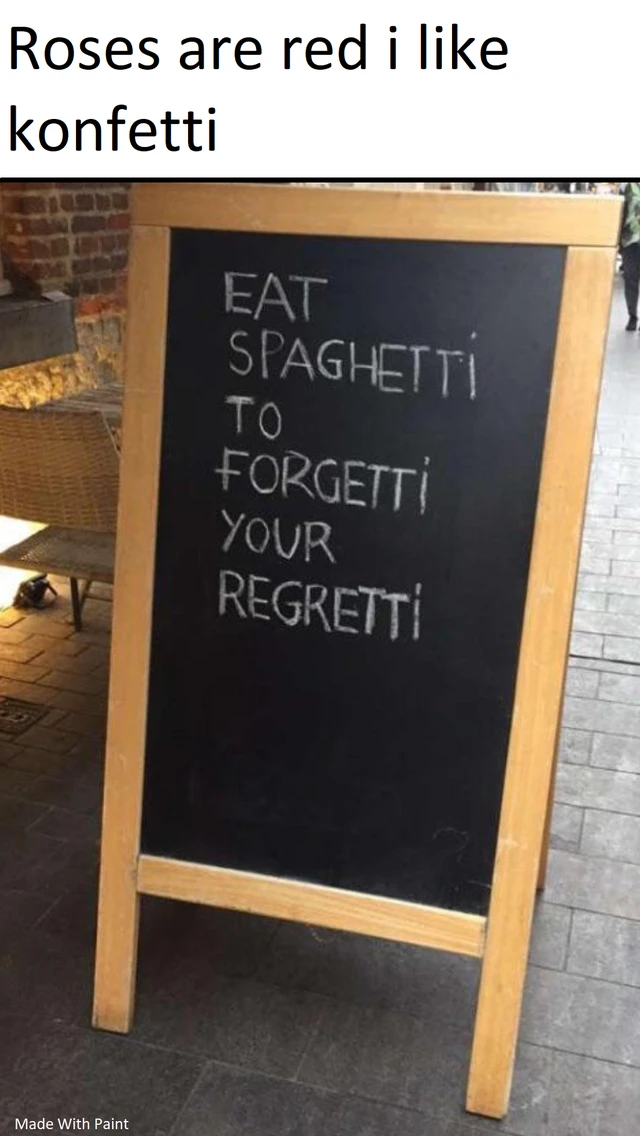 Roses are red i like
konfetti
EAT
SPAGHETTi
TO
FORGETTi
YOUR
REGRETTi
Made With Paint